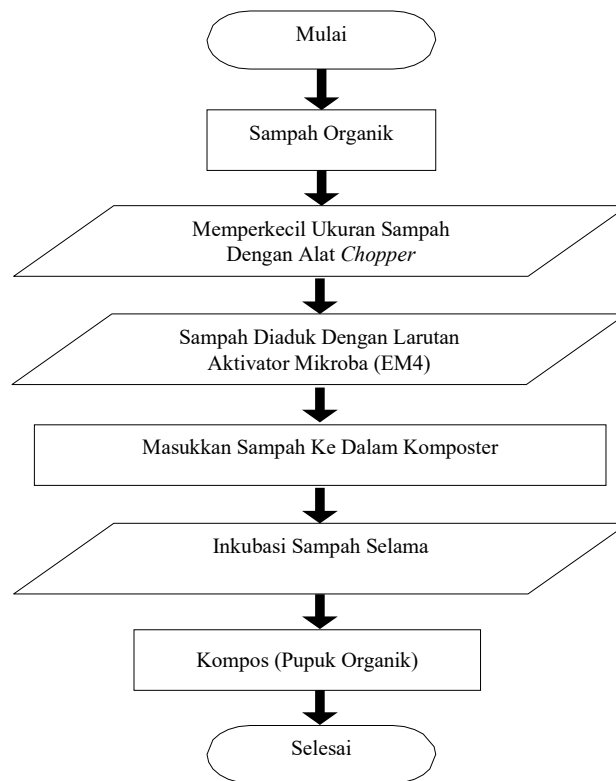 Mulai
Sampah Organik
Memperkecil Ukuran Sampah
Dengan Alat Chopper
Sampah Diaduk Dengan Larutan
Aktivator Mikroba (EM4)
Masukkan Sampah Ke Dalam Komposter
Inkubasi Sampah Selama
Kompos (Pupuk Organik)
Selesai